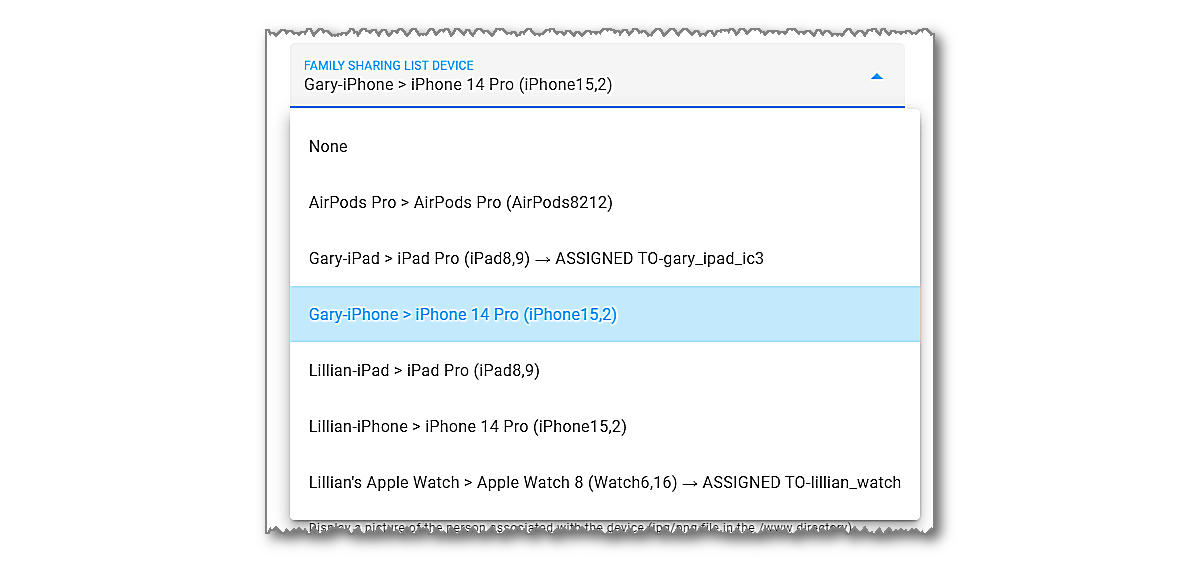 FAMILY SHARING LIST DEVICE
Gary-iPhone > iPhone 14 Pro (iPhone15,2)
None
AirPods Pro > AirPods Pro (AirPods8212)
Gary-iPad > iPad Pro (iPad8,9) → ASSIGNED TO-gary_ipad_ic3
Gary-iPhone > iPhone 14 Pro (iPhone15,2)
Lillian-iPad > iPad Pro (iPad8,9)
Lillian-iPhone > iPhone 14 Pro (iPhone15,2)
Lillian's Apple Watch > Apple Watch 8 (Watch6,16) → ASSIGNED TO-lillian_watch
Display a picture of the person associated with the device (jpg/png file in the /www directory)